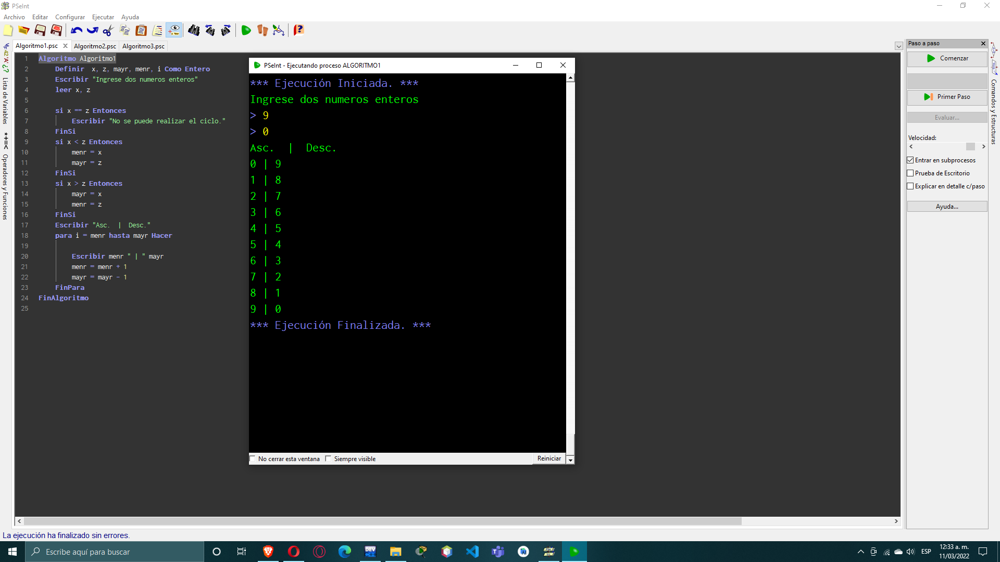 PSeInt
Archivo Editar Configurar Ejecutar Ayuda
Algoritmo1.psc Algoritmo2.psc Algoritmo3.psc
Lista de Variables
Operadores y Funciones
1 Algoritmo Algoritmo1
2 Definir x, z, mayr, menr, i Como Entero
3 Escribir "Ingrese dos numeros enteros"
4 leer x, z
5
6 si x == z Entonces
7 Escribir "No se puede realizar el ciclo."
8 FinSi
9 si x < z Entonces
10 menr = x
11 mayr = z
12 FinSi
13 si x > z Entonces
14 mayr = x
15 menr = z
16 FinSi
17 Escribir "Asc.  |  Desc."
18 para i = menr hasta mayr Hacer
19
20 Escribir menr " | " mayr
21 menr = menr + 1
22 mayr = mayr - 1
23 FinPara
24 FinAlgoritmo
25
PSeInt - Ejecutando proceso ALGORITMO1
*** Ejecución Iniciada. ***
Ingrese dos numeros enteros
> 9
> 0
Asc.  |  Desc.
0 | 9
1 | 8
2 | 7
3 | 6
4 | 5
5 | 4
6 | 3
7 | 2
8 | 1
9 | 0
*** Ejecución Finalizada. ***
No cerrar esta ventana Siempre visible Reiniciar
Paso a paso
Comenzar
Primer Paso
Evaluar...
Velocidad:
Entrar en subprocesos
Prueba de Escritorio
Explicar en detalle c/paso
Ayuda...
Comandos y Estructuras
La ejecución ha finalizado sin errores.
Escribe aquí para buscar
DEV
ESP
12:33 a. m.
11/03/2022